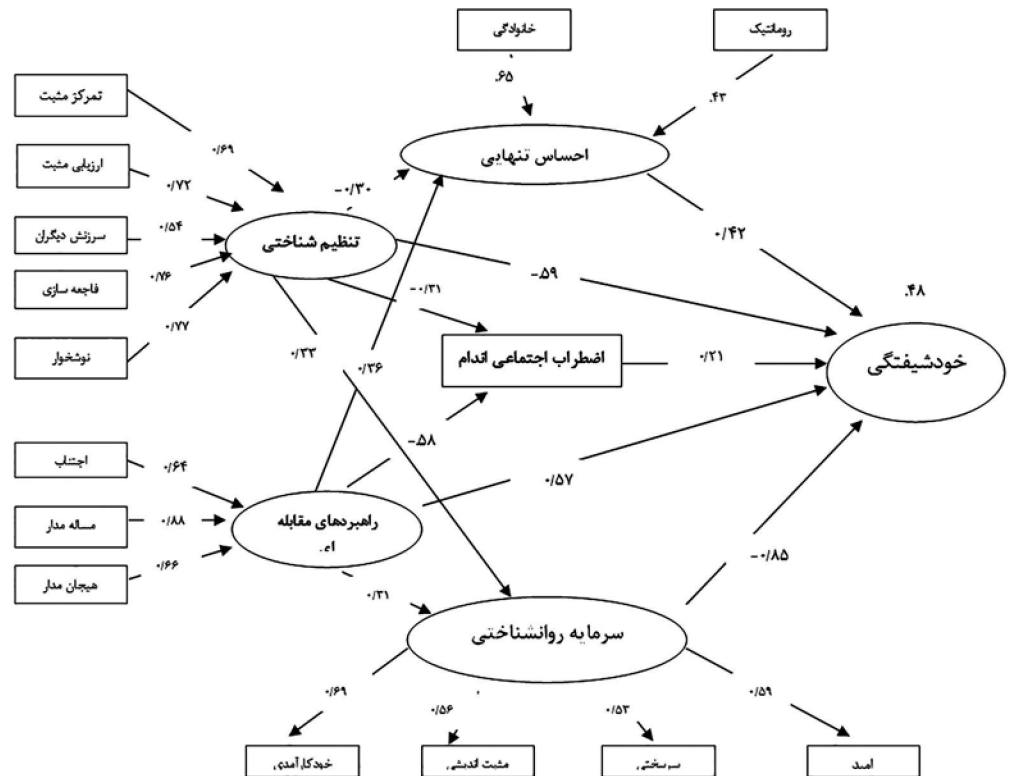 خانوادگی
رومانتیک
.۶۵
.۴۳
تمرکز مثبت
۰/۶۹
احساس تنهایی
ارزیابی مثبت
۰/۷۲
-۰/۳۰
سرزنش دیگران
۰/۵۴
تنظیم شناختی
۰/۴۲
فاجعه سازی
۰/۷۶
-.۵۹
.۴۸
-۰/۳۱
نوشخوار
۰/۷۷
۰/۳۳
۰/۳۶
اضطراب اجتماعی اندام
۰/۲۱
خودشیفتگی
-.۵۸
اجتناب
۰/۶۴
۰/۵۷
مساله مدار
۰/۸۸
راهبردهای مقابله
ای
هیجان مدار
۰/۶۶
-۰/۸۵
۰/۳۱
سرمایه روانشناختی
۰/۶۹
۰/۵۶
۰/۵۳
۰/۵۹
خودکارآمدی
مثبت اندیشی
سرسختی
امید